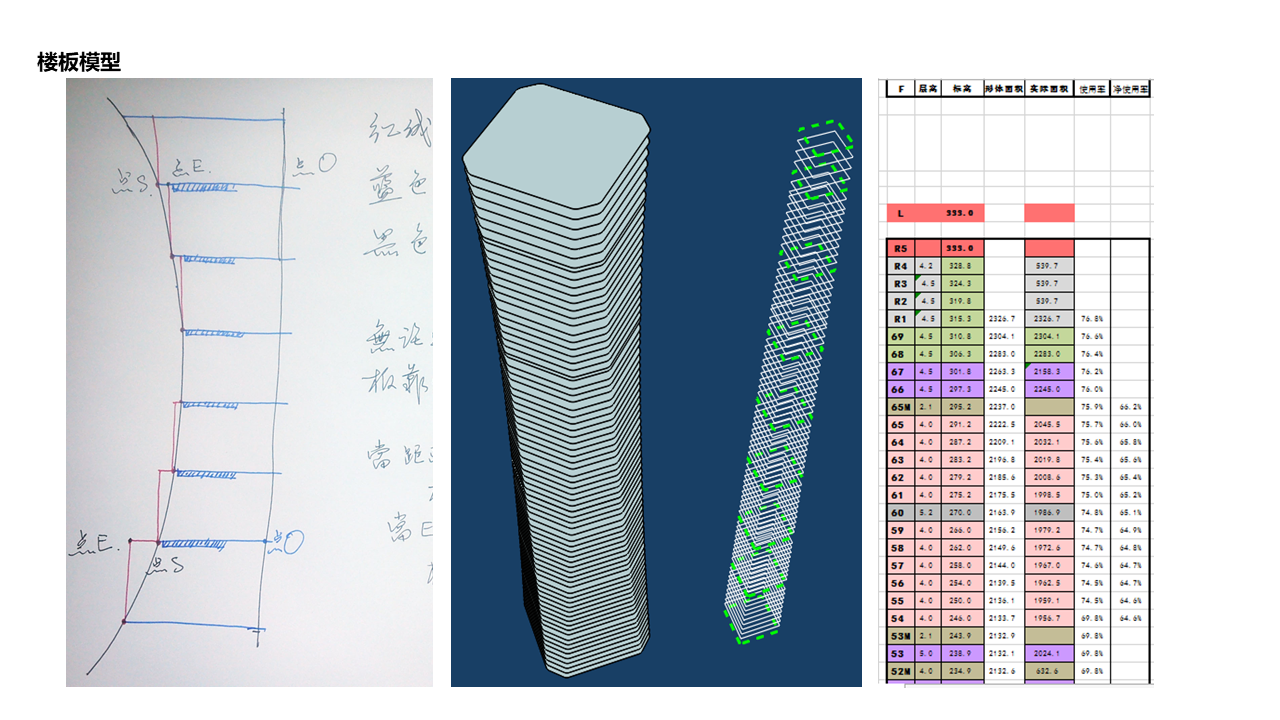 楼板模型
点S.
点E.
点O
点E.
点S
点O
蓝色
黑色
無
板
當距
當E
F 层高 标高 形体面积 实际面积 使用率 净使用率
L 333.0
R5 333.0
R4 4.2 328.8 539.7
R3 4.5 324.3 539.7
R2 4.5 319.8 539.7
R1 4.5 315.3 2326.7 2326.7 76.8%
69 4.5 310.8 2304.1 2304.1 76.6%
68 4.5 306.3 2283.0 2283.0 76.4%
67 4.5 301.8 2263.3 2158.3 76.2%
66 4.5 297.3 2245.0 2245.0 76.0%
65M 2.1 295.2 2237.0 75.9% 66.2%
65 4.0 291.2 2222.5 2045.5 75.7% 66.0%
64 4.0 287.2 2209.1 2032.1 75.6% 65.8%
63 4.0 283.2 2196.8 2019.8 75.4% 65.6%
62 4.0 279.2 2185.6 2008.6 75.3% 65.4%
61 4.0 275.2 2175.5 1998.5 75.0% 65.2%
60 5.2 270.0 2163.9 1986.9 74.8% 65.1%
59 4.0 266.0 2156.2 1979.2 74.7% 64.9%
58 4.0 262.0 2149.6 1972.6 74.7% 64.8%
57 4.0 258.0 2144.0 1967.0 74.6% 64.7%
56 4.0 254.0 2139.5 1962.5 74.5% 64.7%
55 4.0 250.0 2136.1 1959.1 74.5% 64.6%
54 4.0 246.0 2133.7 1956.7 69.8% 64.6%
53M 2.1 243.9 2132.9 69.8%
53 5.0 238.9 2132.1 2024.1 69.8%
52M 4.0 234.9 2132.6 632.6 69.8%